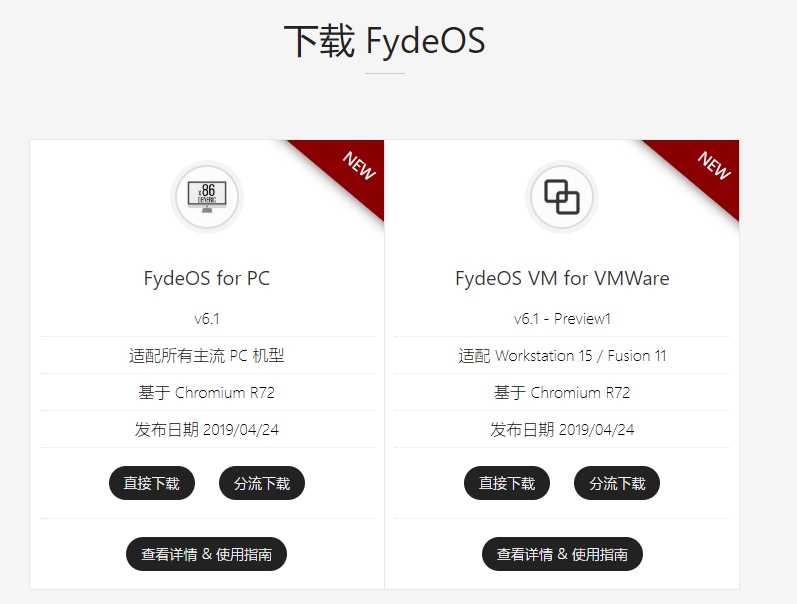 下载 FydeOS
NEW
x86
GENERIC
FydeOS for PC
v6.1
适配所有主流 PC 机型
基于 Chromium R72
发布日期 2019/04/24
直接下载 分流下载
查看详情 & 使用指南
NEW
FydeOS VM for VMWare
v6.1 - Preview1
适配 Workstation 15 / Fusion 11
基于 Chromium R72
发布日期 2019/04/24
直接下载 分流下载
查看详情 & 使用指南